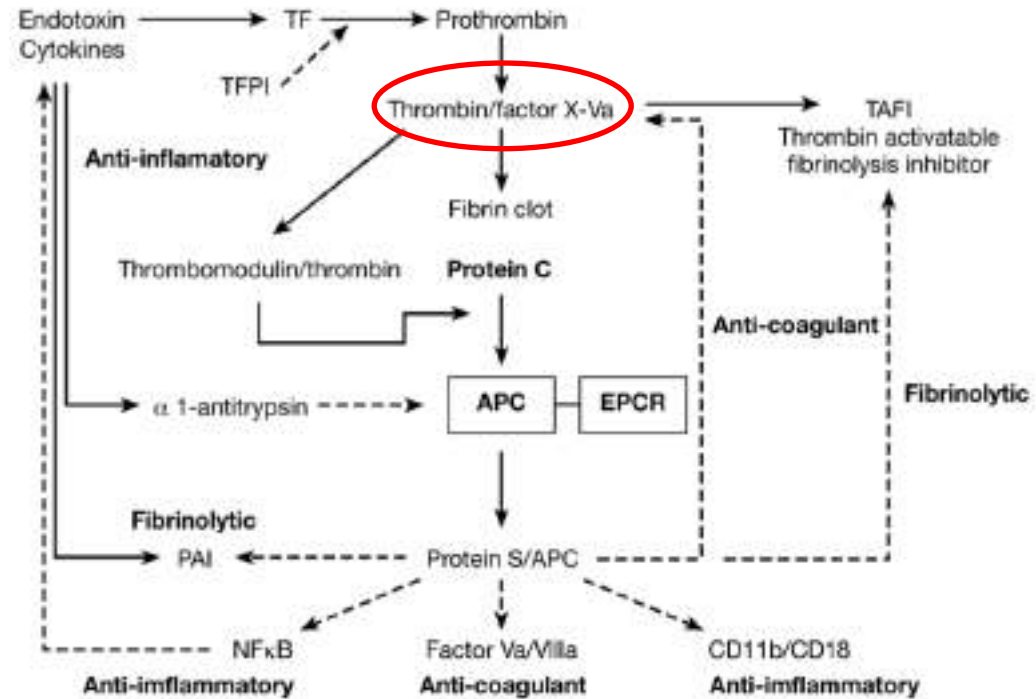 Endotoxin
Cytokines
TF
Prothrombin
TFPI
Thrombin/factor X-Va
TAFI
Thrombin activatable
fibrinolysis inhibitor
Anti-inflamatory
Fibrin clot
Thrombomodulin/thrombin
Protein C
Anti-coagulant
α 1-antitrypsin
APC
EPCR
Fibrinolytic
Fibrinolytic
PAI
Protein S/APC
NFκB
Factor Va/VIIIa
CD11b/CD18
Anti-imflammatory
Anti-coagulant
Anti-imflammatory